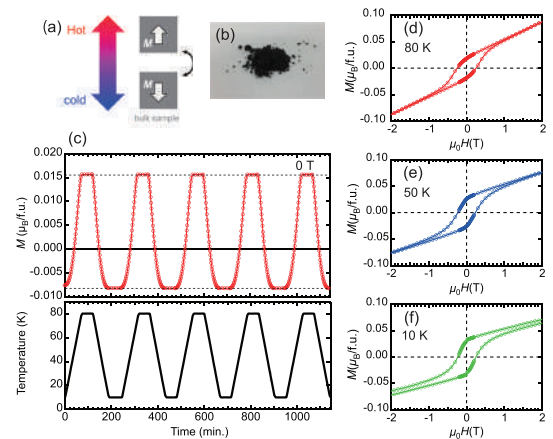 (a)
Hot
M
cold
M
bulk sample
(b)
(c)
0 T
M (μB/f.u.)
0.020
0.015
0.010
0.005
0.000
-0.005
-0.010
Temperature (K)
80
60
40
20
0
0 200 400 600 800 1000
Time (min.)
(d)
80 K
M(μB/f.u.)
0.10
0.05
0.00
-0.05
-0.10
-2 -1 0 1 2
μ0H(T)
(e)
50 K
M(μB/f.u.)
0.10
0.05
0.00
-0.05
-0.10
-2 -1 0 1 2
μ0H(T)
(f)
10 K
M(μB/f.u.)
0.10
0.05
0.00
-0.05
-0.10
-2 -1 0 1 2
μ0H(T)